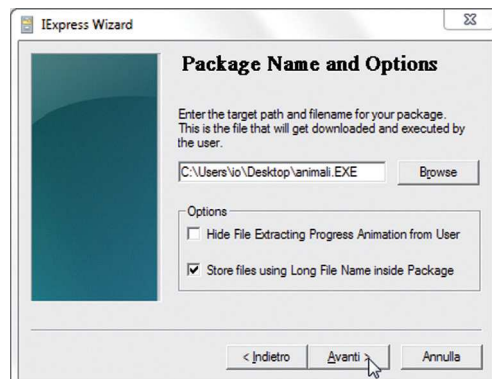 IExpress Wizard
Package Name and Options
Enter the target path and filename for your package.
This is the file that will get downloaded and executed by
the user.
C:\Users\io\Desktop\animali.EXE
Browse
Options
Hide File Extracting Progress Animation from User
Store files using Long File Name inside Package
< Indietro
Avanti >
Annulla